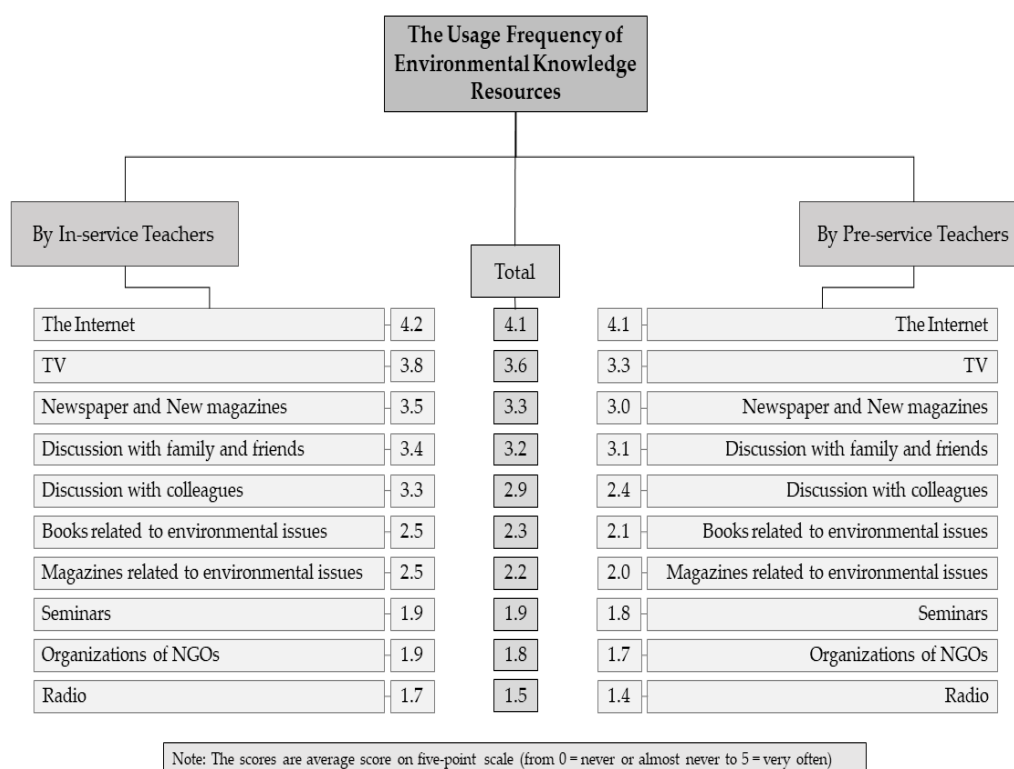 The Usage Frequency of
Environmental Knowledge
Resources
By In-service Teachers
By Pre-service Teachers
Total
The Internet 4.2 4.1 4.1 The Internet
TV 3.8 3.6 3.3 TV
Newspaper and New magazines 3.5 3.3 3.0 Newspaper and New magazines
Discussion with family and friends 3.4 3.2 3.1 Discussion with family and friends
Discussion with colleagues 3.3 2.9 2.4 Discussion with colleagues
Books related to environmental issues 2.5 2.3 2.1 Books related to environmental issues
Magazines related to environmental issues 2.5 2.2 2.0 Magazines related to environmental issues
Seminars 1.9 1.9 1.8 Seminars
Organizations of NGOs 1.9 1.8 1.7 Organizations of NGOs
Radio 1.7 1.5 1.4 Radio
Note: The scores are average score on five-point scale (from 0 = never or almost never to 5 = very often)